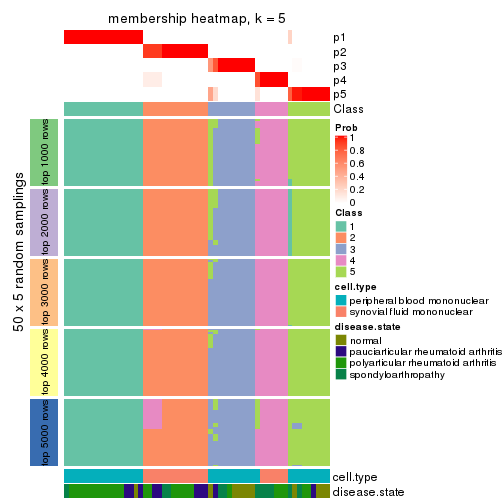 membership heatmap, k = 5
p1
p2
p3
p4
p5
Class
50 x 5 random samplings
top 1000 rows
top 2000 rows
top 3000 rows
top 4000 rows
top 5000 rows
cell.type
disease.state
Prob
1
0.8
0.6
0.4
0.2
0
Class
1
2
3
4
5
cell.type
peripheral blood mononuclear
synovial fluid mononuclear
disease.state
normal
pauciarticular rheumatoid arthritis
polyarticular rheumatoid arthritis
spondyloarthropathy